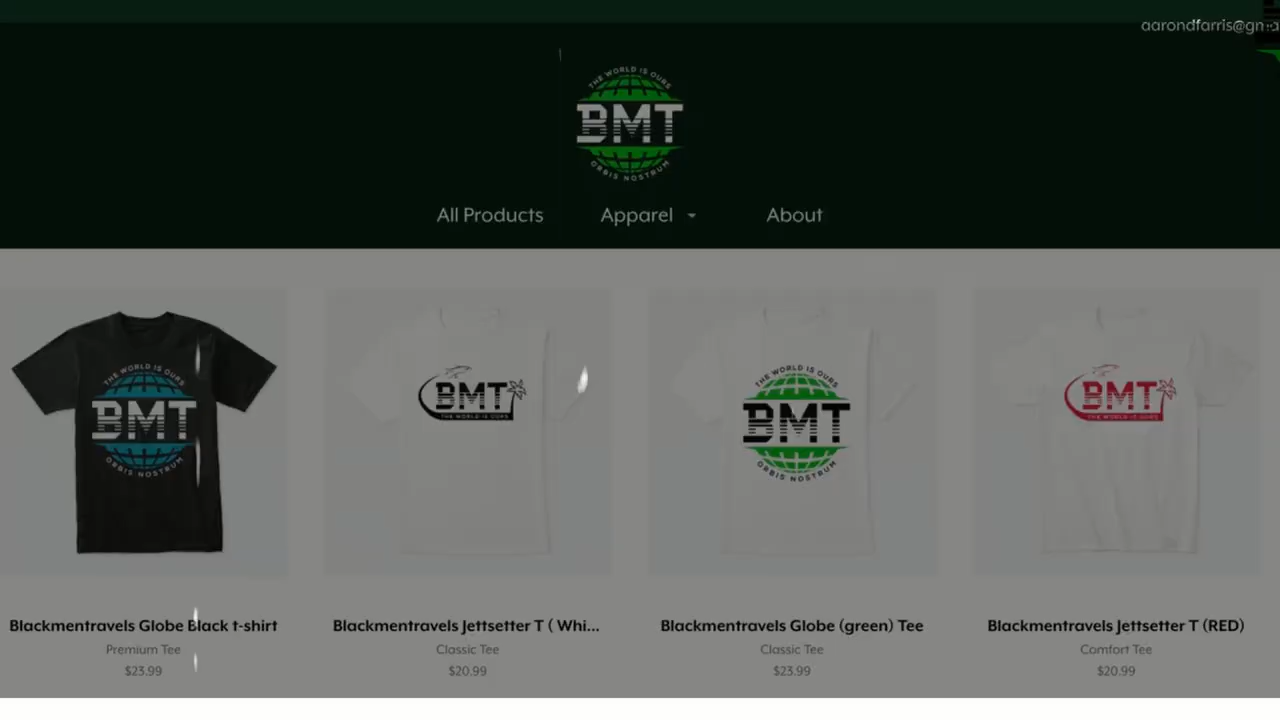 aarondfarris@gma
THE WORLD IS OURS
BMT
ORBIS NOSTRUM
All Products
Apparel
About
THE WORLD IS OURS
BMT
ORBIS NOSTRUM
BMT
THE WORLD IS OURS
THE WORLD IS OURS
BMT
ORBIS NOSTRUM
BMT
THE WORLD IS OURS
Blackmentravels Globe Black t-shirt
Premium Tee
$23.99
Blackmentravels Jettsetter T ( Whi...
Classic Tee
$20.99
Blackmentravels Globe (green) Tee
Classic Tee
$23.99
Blackmentravels Jettsetter T (RED)
Comfort Tee
$20.99